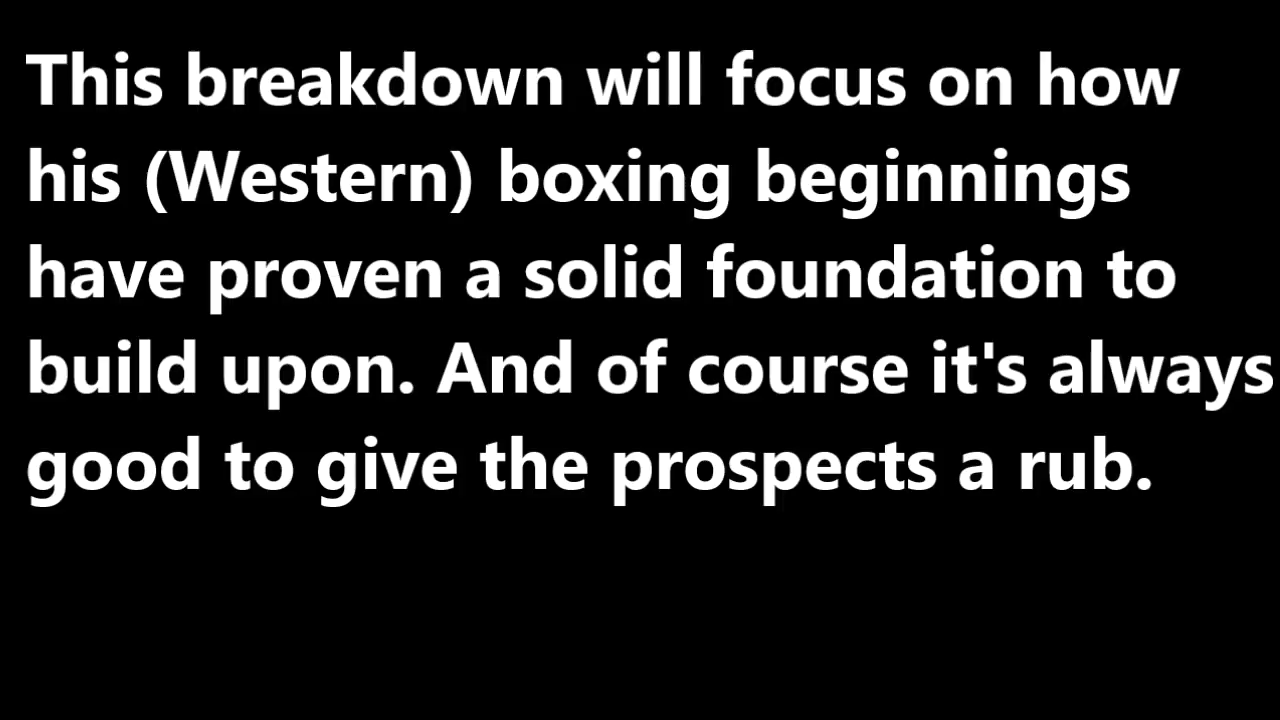 This breakdown will focus on how
his (Western) boxing beginnings
have proven a solid foundation to
build upon. And of course it's always
good to give the prospects a rub.